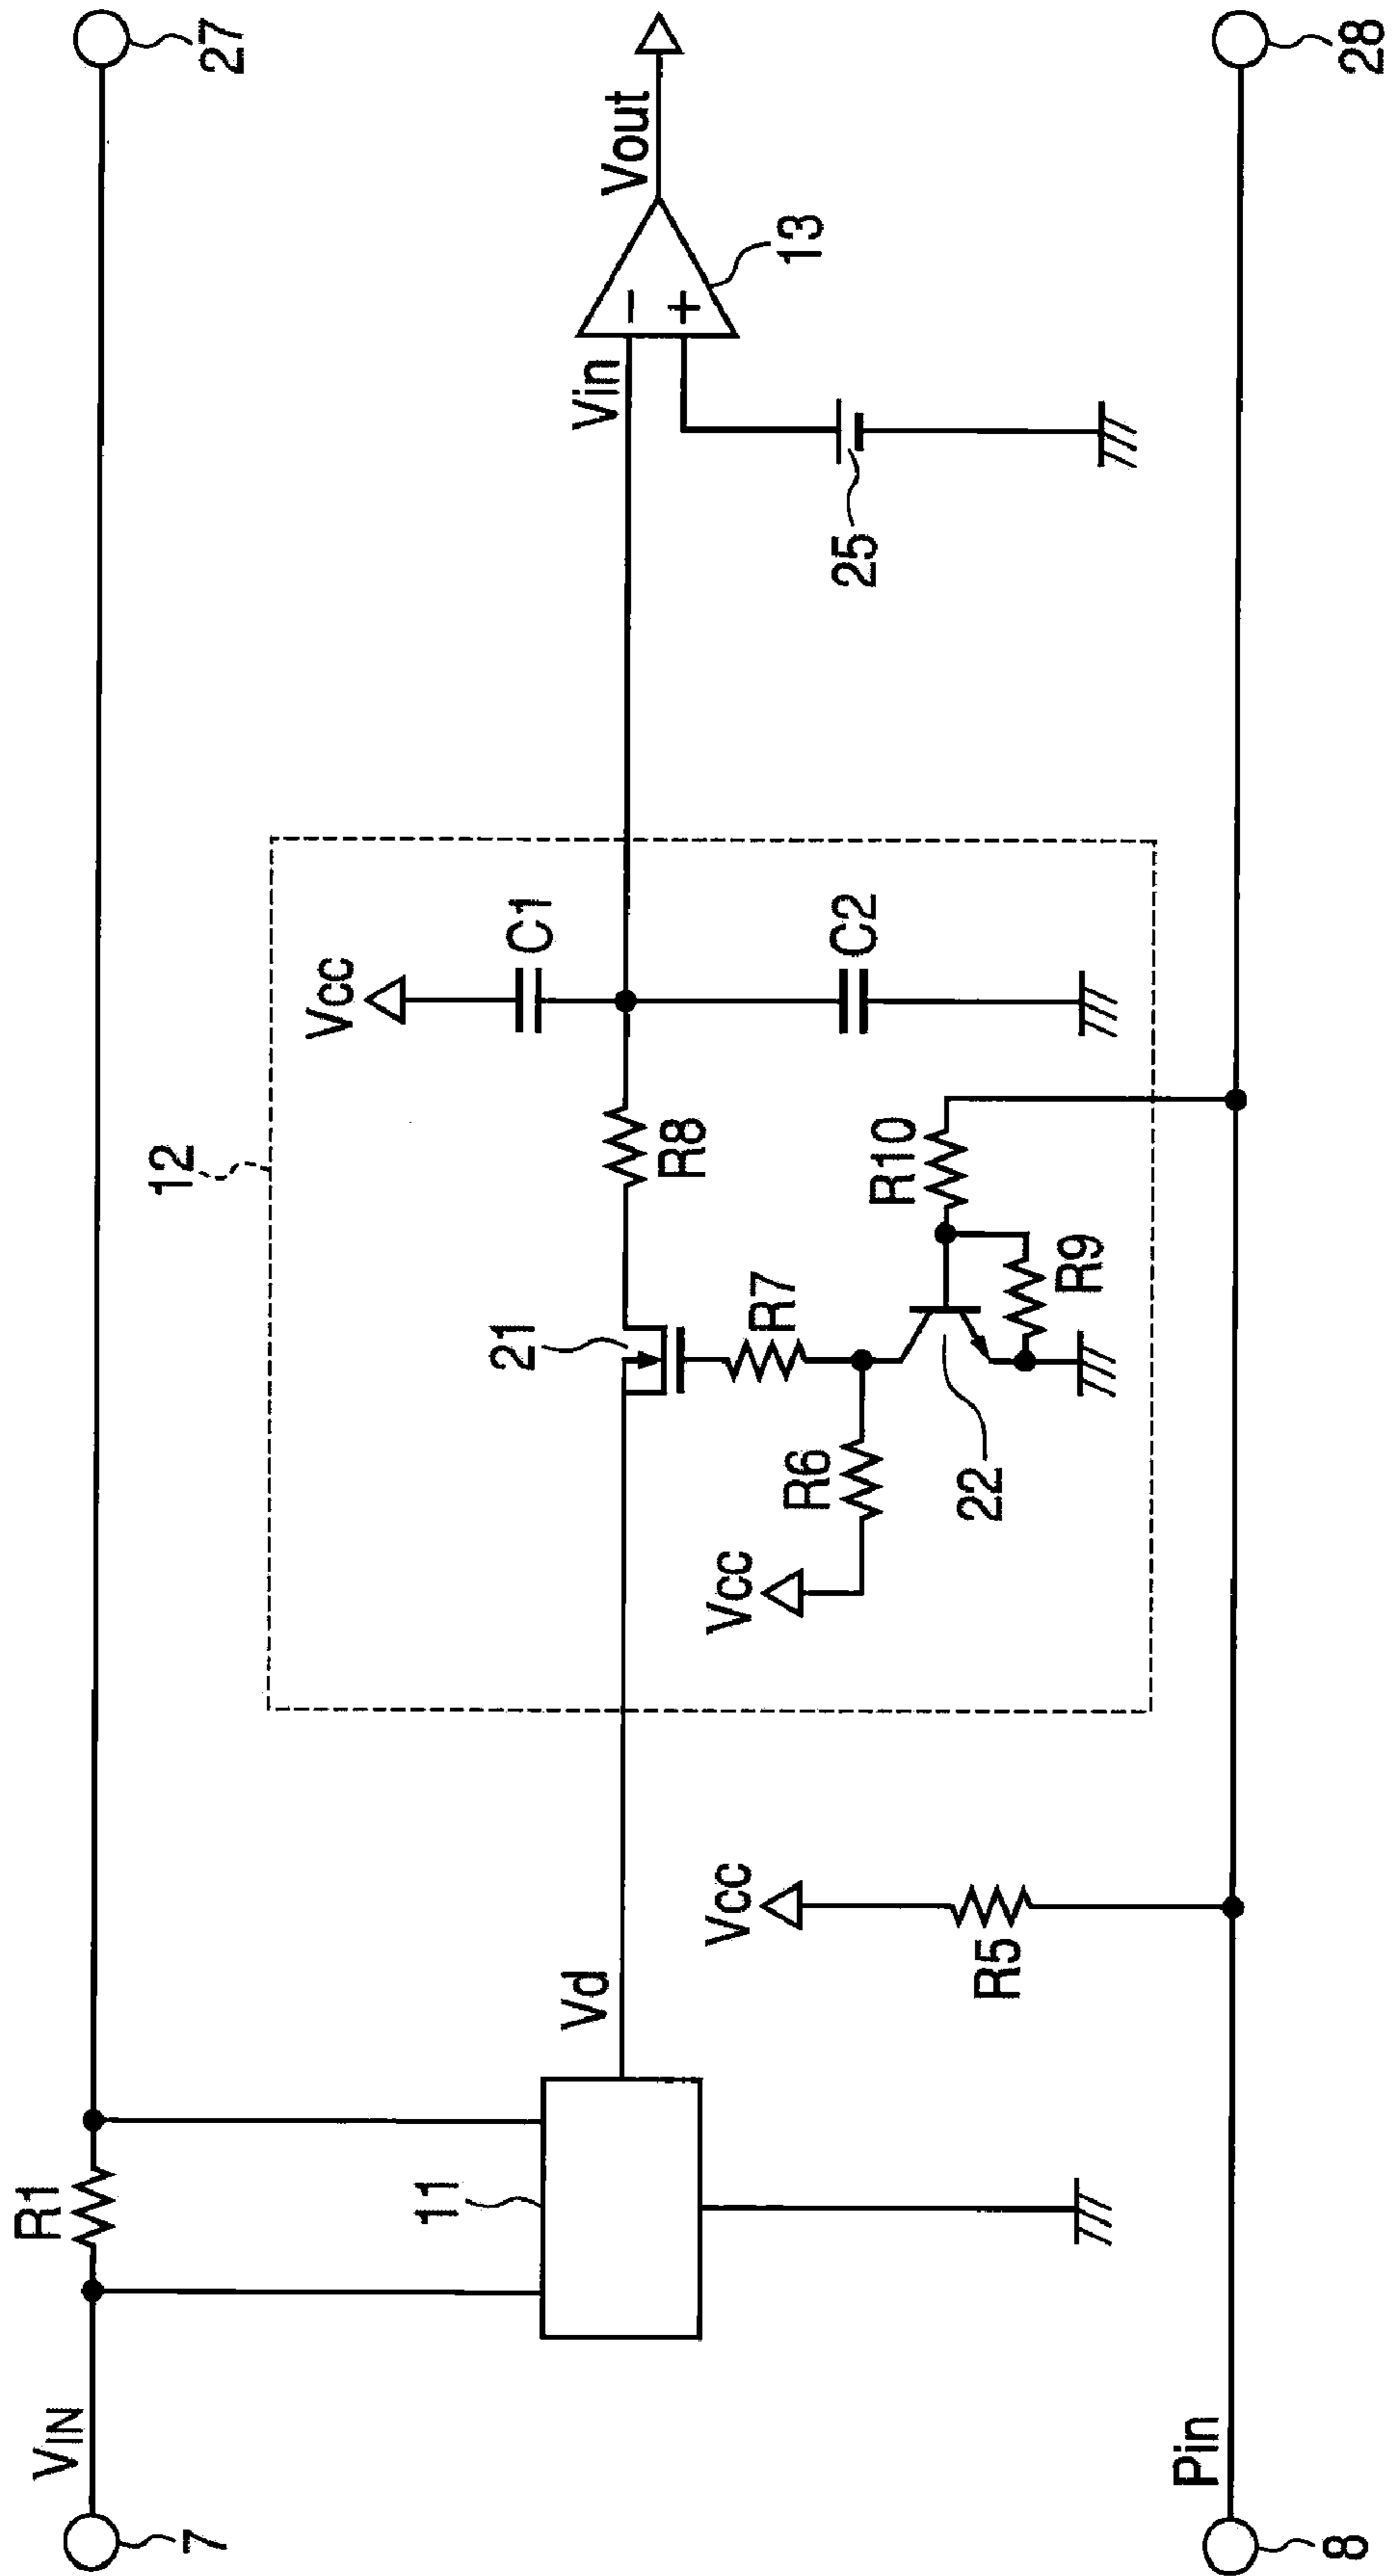 VIN
7
R1
27
11
Vd
12
Vcc
C1
21
R8
Vin
−
+
Vout
13
R7
R6
Vcc
22
R10
R9
C2
25
Vcc
R5
Pin
8
28